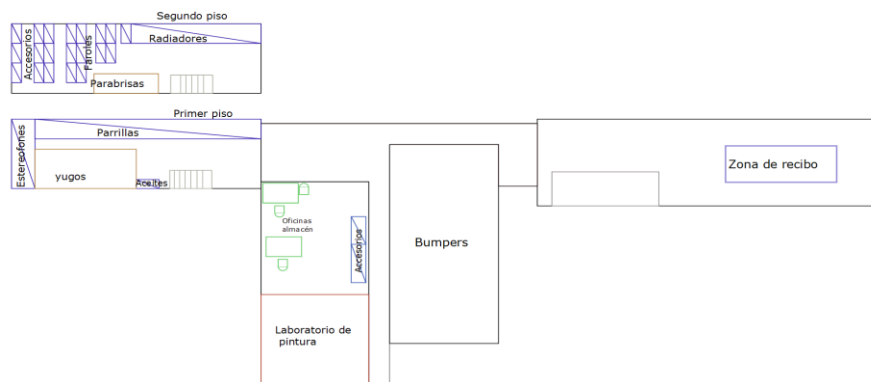 Segundo piso
Radiadores
Accesorios
Faroles
Parabrisas
Primer piso
Parrillas
Estereofones
yugos
Aceites
Oficinas
almacén
Accesorios
Laboratorio de
pintura
Bumpers
Zona de recibo